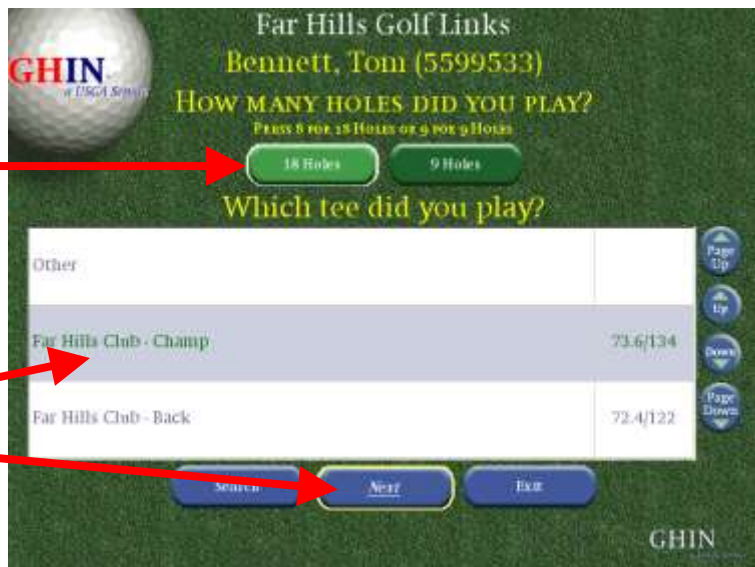 Far Hills Golf Links
GHIN
a USGA Service
Bennett, Tom (5599533)
HOW MANY HOLES DID YOU PLAY?
PRESS 8 FOR 18 HOLES OR 9 FOR 9 HOLES
18 Holes 9 Holes
Which tee did you play?
Other
Page Up
Up
Far Hills Club - Champ 73.6/134
Down
Far Hills Club - Back 72.4/122
Page Down
Search Next Exit
GHIN